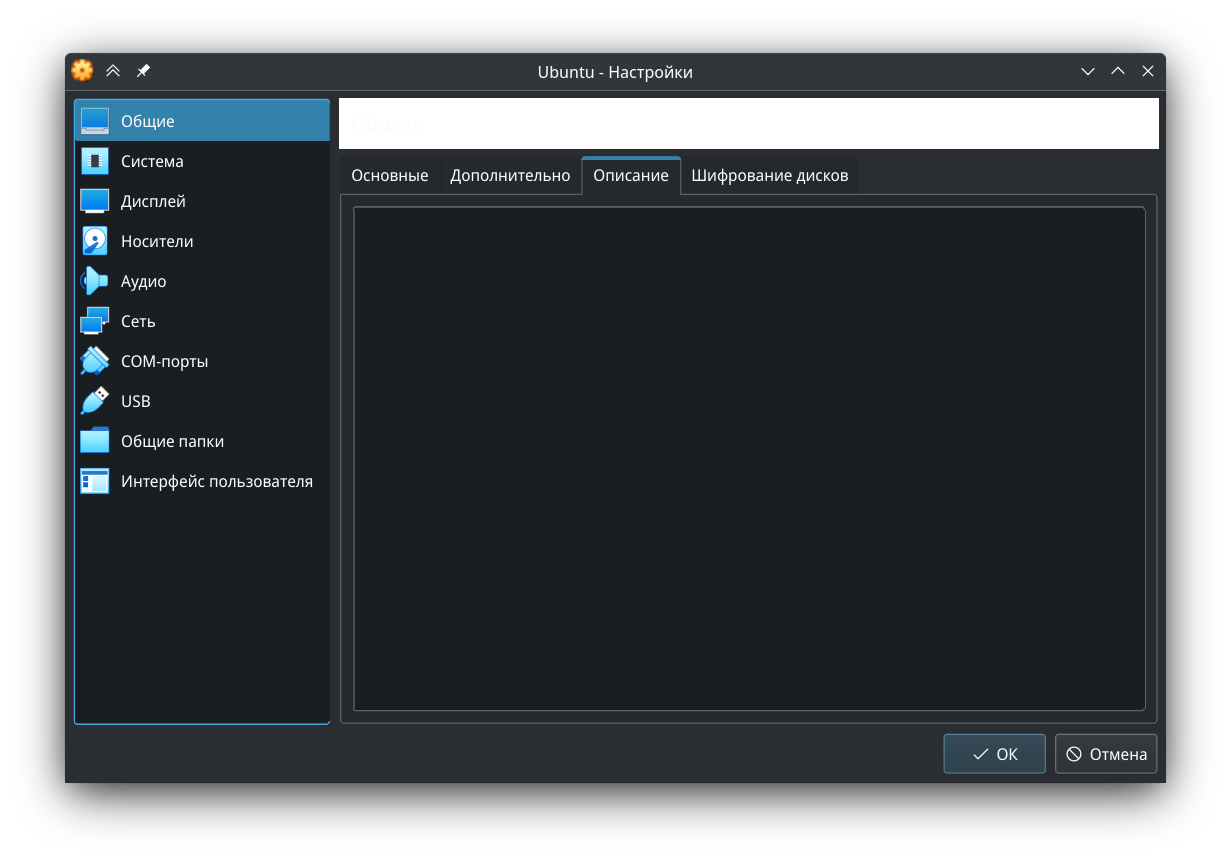 Ubuntu - Настройки
Общие
Общие
Основные Дополнительно Описание Шифрование дисков
Система
Дисплей
Носители
Аудио
Сеть
COM-порты
USB
Общие папки
Интерфейс пользователя
OK Отмена